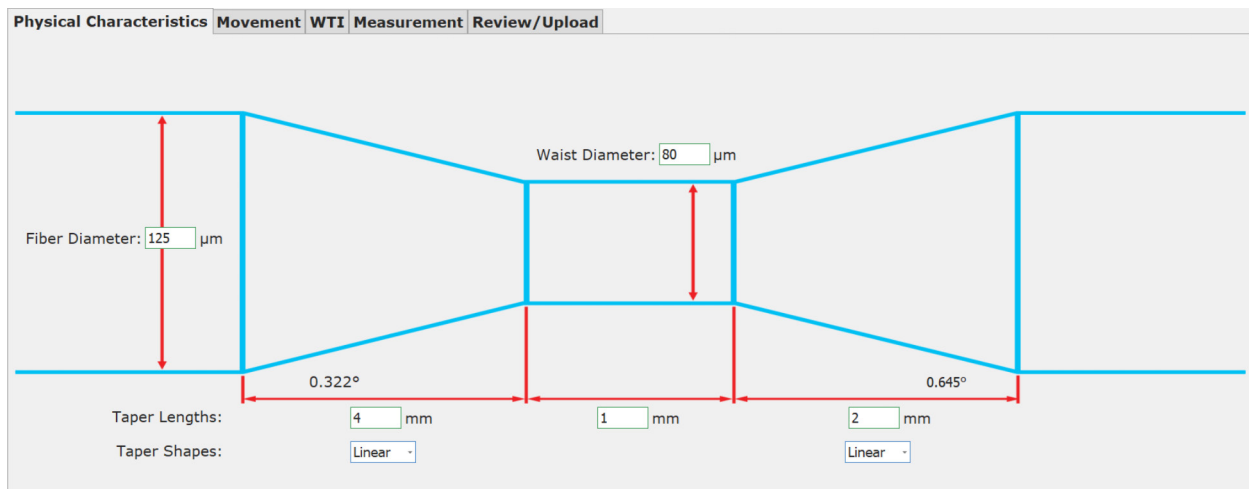 Physical Characteristics Movement WTI Measurement Review/Upload
Waist Diameter: 80 µm
Fiber Diameter: 125 µm
0.322° 0.645°
Taper Lengths: 4 mm 1 mm 2 mm
Taper Shapes: Linear Linear